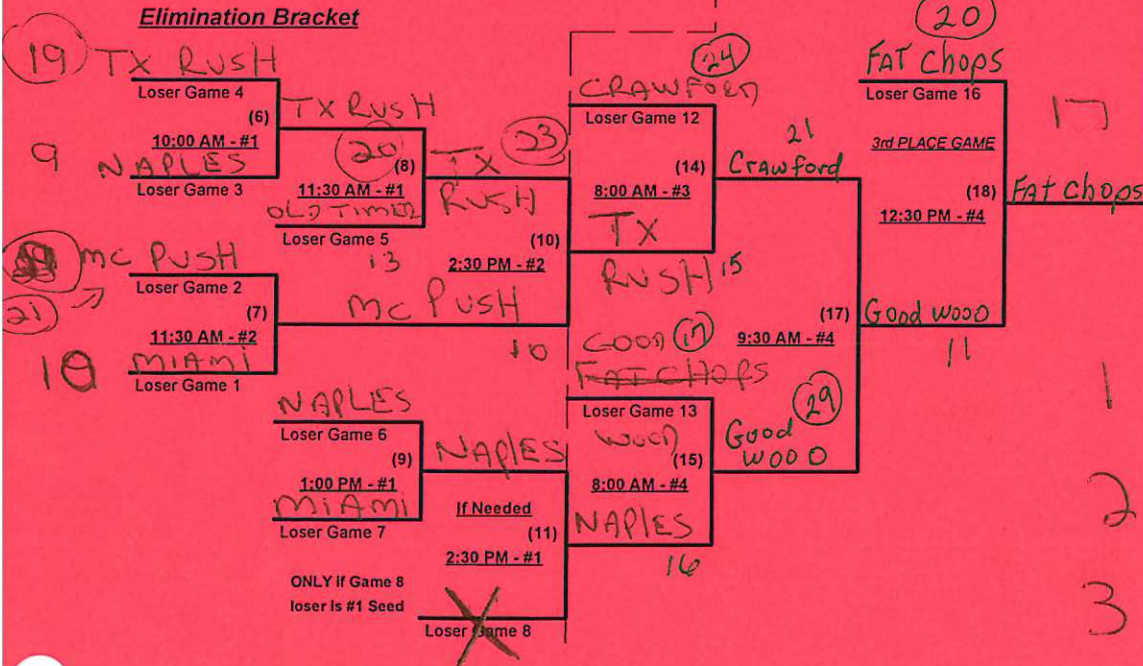 Elimination Bracket
19 TX RUSH
Loser Game 4
(6)
10:00 AM - #1
9 NAPLES
Loser Game 3
TX RUSH
20
(8)
11:30 AM - #1
OLD TIMER
Loser Game 5
13
MC PUSH
21
Loser Game 2
(7)
11:30 AM - #2
10 MIAMI
Loser Game 1
TX 23
RUSH
(10)
2:30 PM - #2
MC PUSH
10
NAPLES
Loser Game 6
(9)
1:00 PM - #1
MIAMI
Loser Game 7
NAPlES
If Needed
(11)
2:30 PM - #1
ONLY if Game 8
loser is #1 Seed
Loser Game 8
24
CRAWFORD
Loser Game 12
(14)
8:00 AM - #3
TX
RUSH 15
GOOD 17
FAT CHOPS
Loser Game 13
WOOD
(15)
8:00 AM - #4
NAPlES
16
21
Crawford
(17)
9:30 AM - #4
29
Good
WOOD
20
FAT Chops
Loser Game 16
3rd PLACE GAME
(18)
12:30 PM - #4
Good WOOD
11
17
FAT Chops
1
2
3